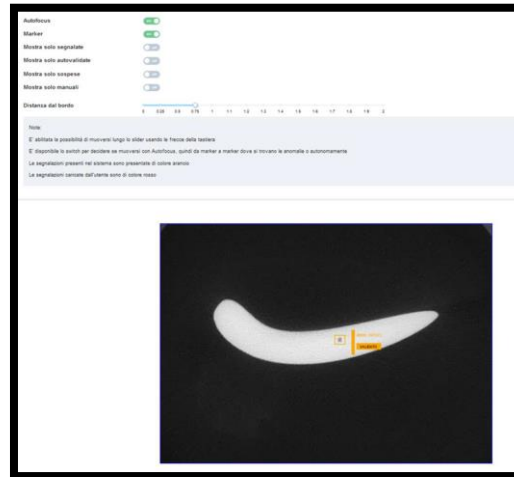 Autofocus
Marker
Mostra solo segnalate
Mostra solo autovalidate
Mostra solo sospese
Mostra solo manuali
Distanza dal bordo
Note:
E' abilitata la possibilità di muoversi lungo lo slider usando le frecce della tastiera
E' disponibile lo switch per decidere se muoversi con Autofocus, quindi da marker a marker dove si trovano le anomalie o autonomamente
Le segnalazioni presenti nel sistema sono presentate di colore arancio
Le segnalazioni caricate dall'utente sono di colore rosso